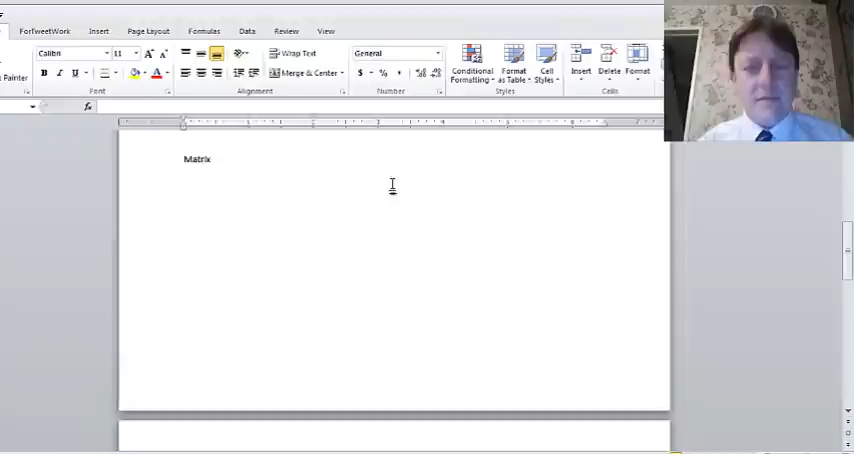 ForTweetWork Insert Page Layout Formulas Data Review View
Calibri 11 A A Wrap Text General
Painter B I U A Merge & Center $ % , Conditional Formatting Format as Table Cell Styles Insert Delete Format
Font Alignment Number Styles Cells
fx
Matrix